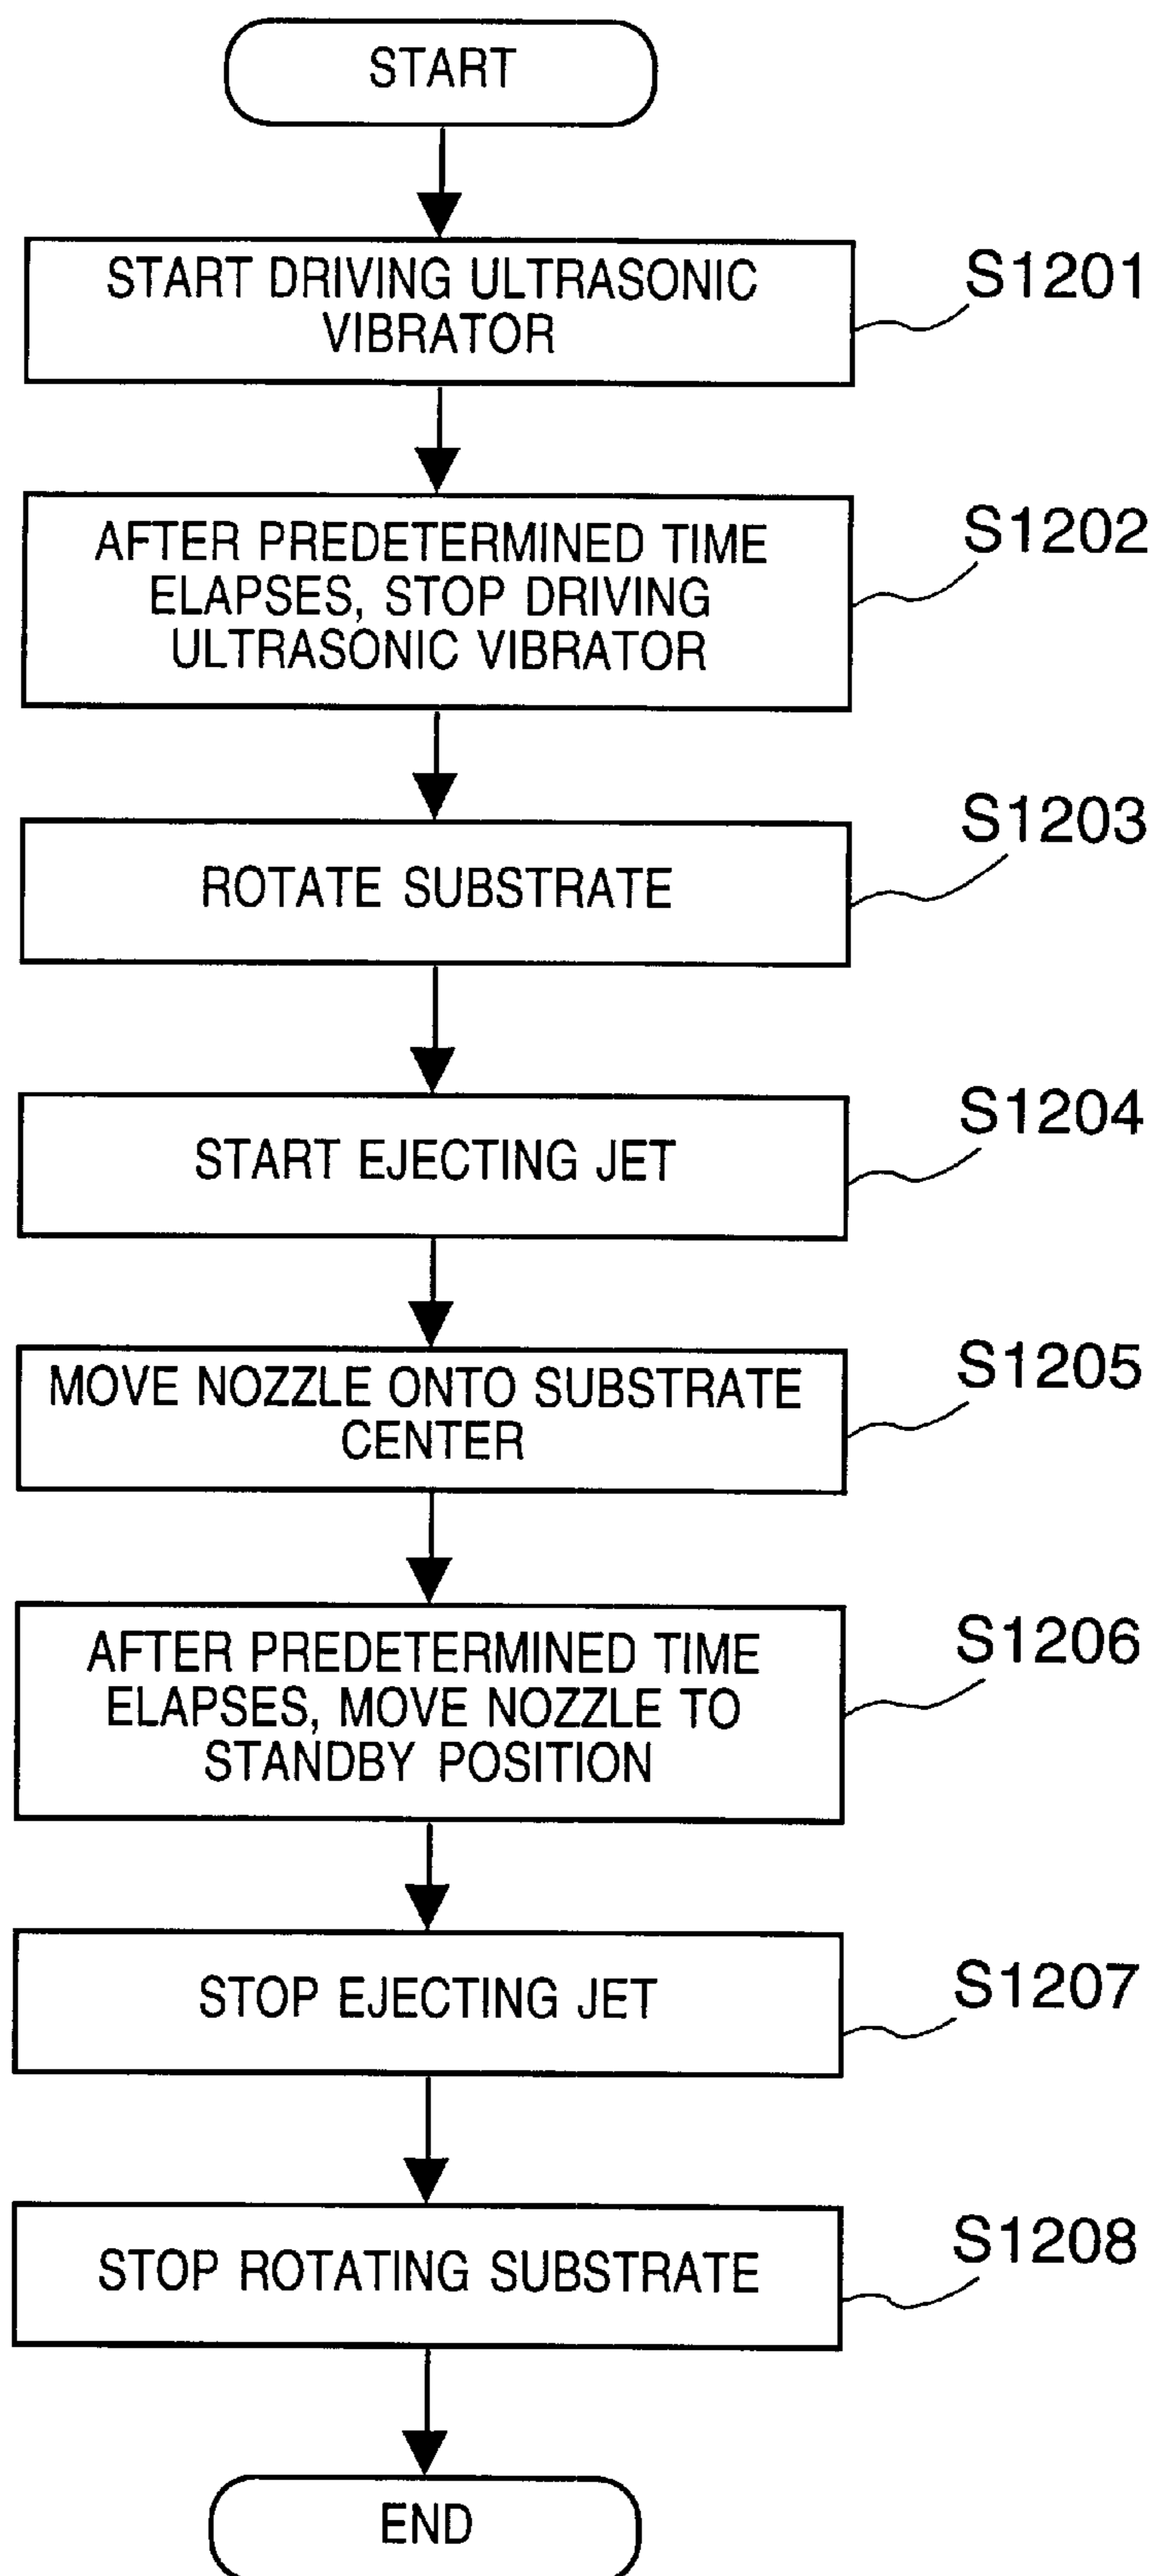 START
START DRIVING ULTRASONIC
VIBRATOR
S1201
AFTER PREDETERMINED TIME
ELAPSES, STOP DRIVING
ULTRASONIC VIBRATOR
S1202
ROTATE SUBSTRATE
S1203
START EJECTING JET
S1204
MOVE NOZZLE ONTO SUBSTRATE
CENTER
S1205
AFTER PREDETERMINED TIME
ELAPSES, MOVE NOZZLE TO
STANDBY POSITION
S1206
STOP EJECTING JET
S1207
STOP ROTATING SUBSTRATE
S1208
END